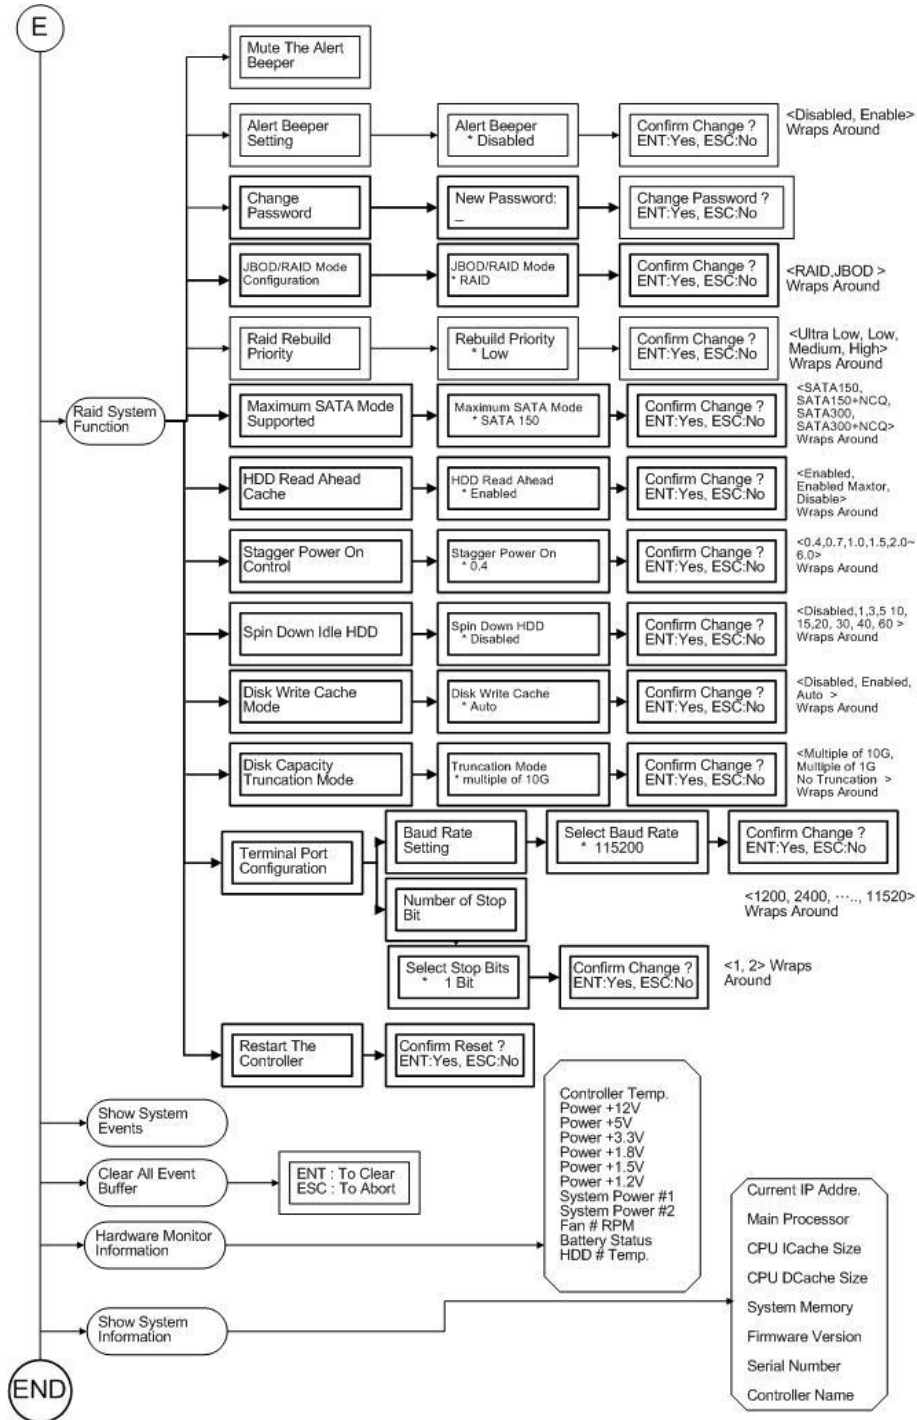 E
Mute The Alert
Beeper
Alert Beeper
Setting
Alert Beeper
* Disabled
Confirm Change ?
ENT:Yes, ESC:No
<Disabled, Enable>
Wraps Around
Change
Password
New Password:
_
Change Password ?
ENT:Yes, ESC:No
JBOD/RAID Mode
Configuration
JBOD/RAID Mode
* RAID
Confirm Change ?
ENT:Yes, ESC:No
<RAID,JBOD >
Wraps Around
Raid Rebuild
Priority
Rebuild Priority
* Low
Confirm Change ?
ENT:Yes, ESC:No
<Ultra Low, Low,
Medium, High>
Wraps Around
Raid System
Function
Maximum SATA Mode
Supported
Maximum SATA Mode
* SATA 150
Confirm Change ?
ENT:Yes, ESC:No
<SATA150,
SATA150+NCQ,
SATA300,
SATA300+NCQ>
Wraps Around
HDD Read Ahead
Cache
HDD Read Ahead
* Enabled
Confirm Change ?
ENT:Yes, ESC:No
<Enabled,
Enabled Maxtor,
Disable>
Wraps Around
Stagger Power On
Control
Stagger Power On
* 0.4
Confirm Change ?
ENT:Yes, ESC:No
<0.4,0.7,1.0,1.5,2.0~
6.0>
Wraps Around
Spin Down Idle HDD
Spin Down HDD
* Disabled
Confirm Change ?
ENT:Yes, ESC:No
<Disabled,1,3,5 10,
15,20, 30, 40, 60 >
Wraps Around
Disk Write Cache
Mode
Disk Write Cache
* Auto
Confirm Change ?
ENT:Yes, ESC:No
<Disabled, Enabled,
Auto >
Wraps Around
Disk Capacity
Truncation Mode
Truncation Mode
* multiple of 10G
Confirm Change ?
ENT:Yes, ESC:No
<Multiple of 10G,
Multiple of 1G
No Truncation >
Wraps Around
Terminal Port
Configuration
Baud Rate
Setting
Select Baud Rate
* 115200
Confirm Change ?
ENT:Yes, ESC:No
<1200, 2400, ⋯.., 11520>
Wraps Around
Number of Stop
Bit
Select Stop Bits
* 1 Bit
Confirm Change ?
ENT:Yes, ESC:No
<1, 2> Wraps
Around
Restart The
Controller
Confirm Reset ?
ENT:Yes, ESC:No
Show System
Events
Clear All Event
Buffer
ENT : To Clear
ESC : To Abort
Hardware Monitor
Information
Controller Temp.
Power +12V
Power +5V
Power +3.3V
Power +1.8V
Power +1.5V
Power +1.2V
System Power #1
System Power #2
Fan # RPM
Battery Status
HDD # Temp.
Show System
Information
Current IP Addre.
Main Processor
CPU ICache Size
CPU DCache Size
System Memory
Firmware Version
Serial Number
Controller Name
END